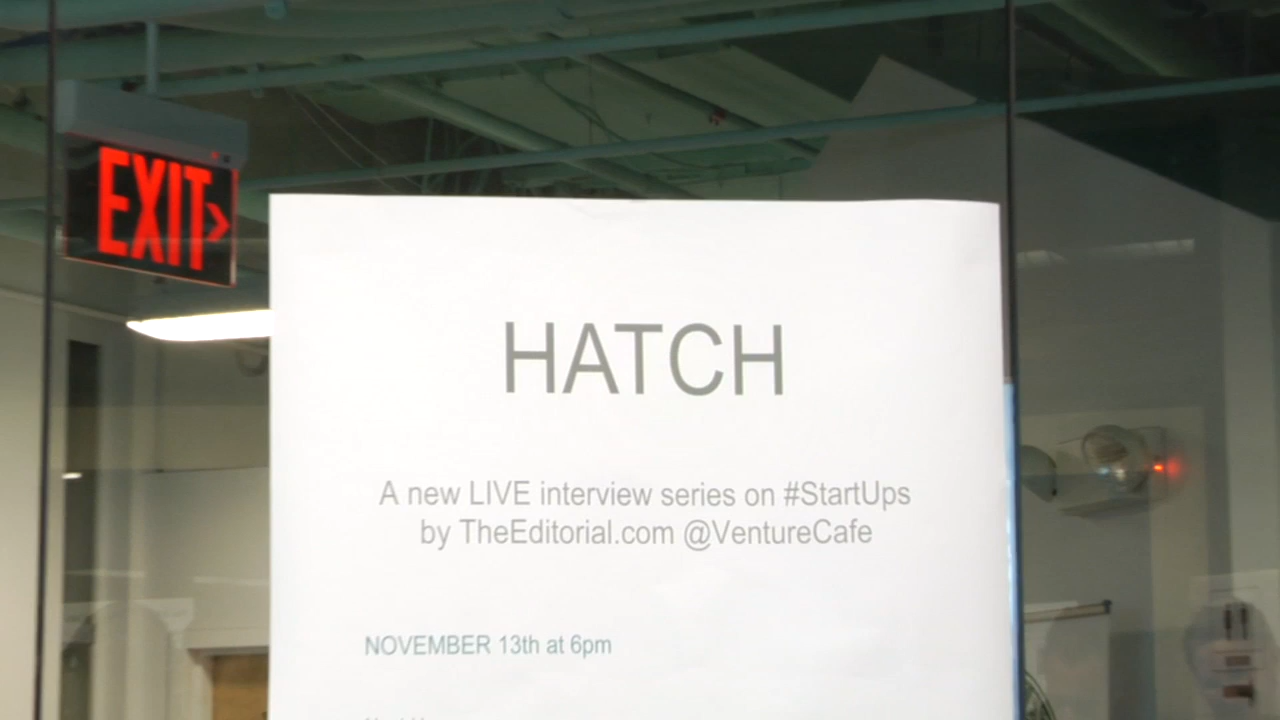 EXIT
HATCH
A new LIVE interview series on #StartUps
by TheEditorial.com @VentureCafe
NOVEMBER 13th at 6pm